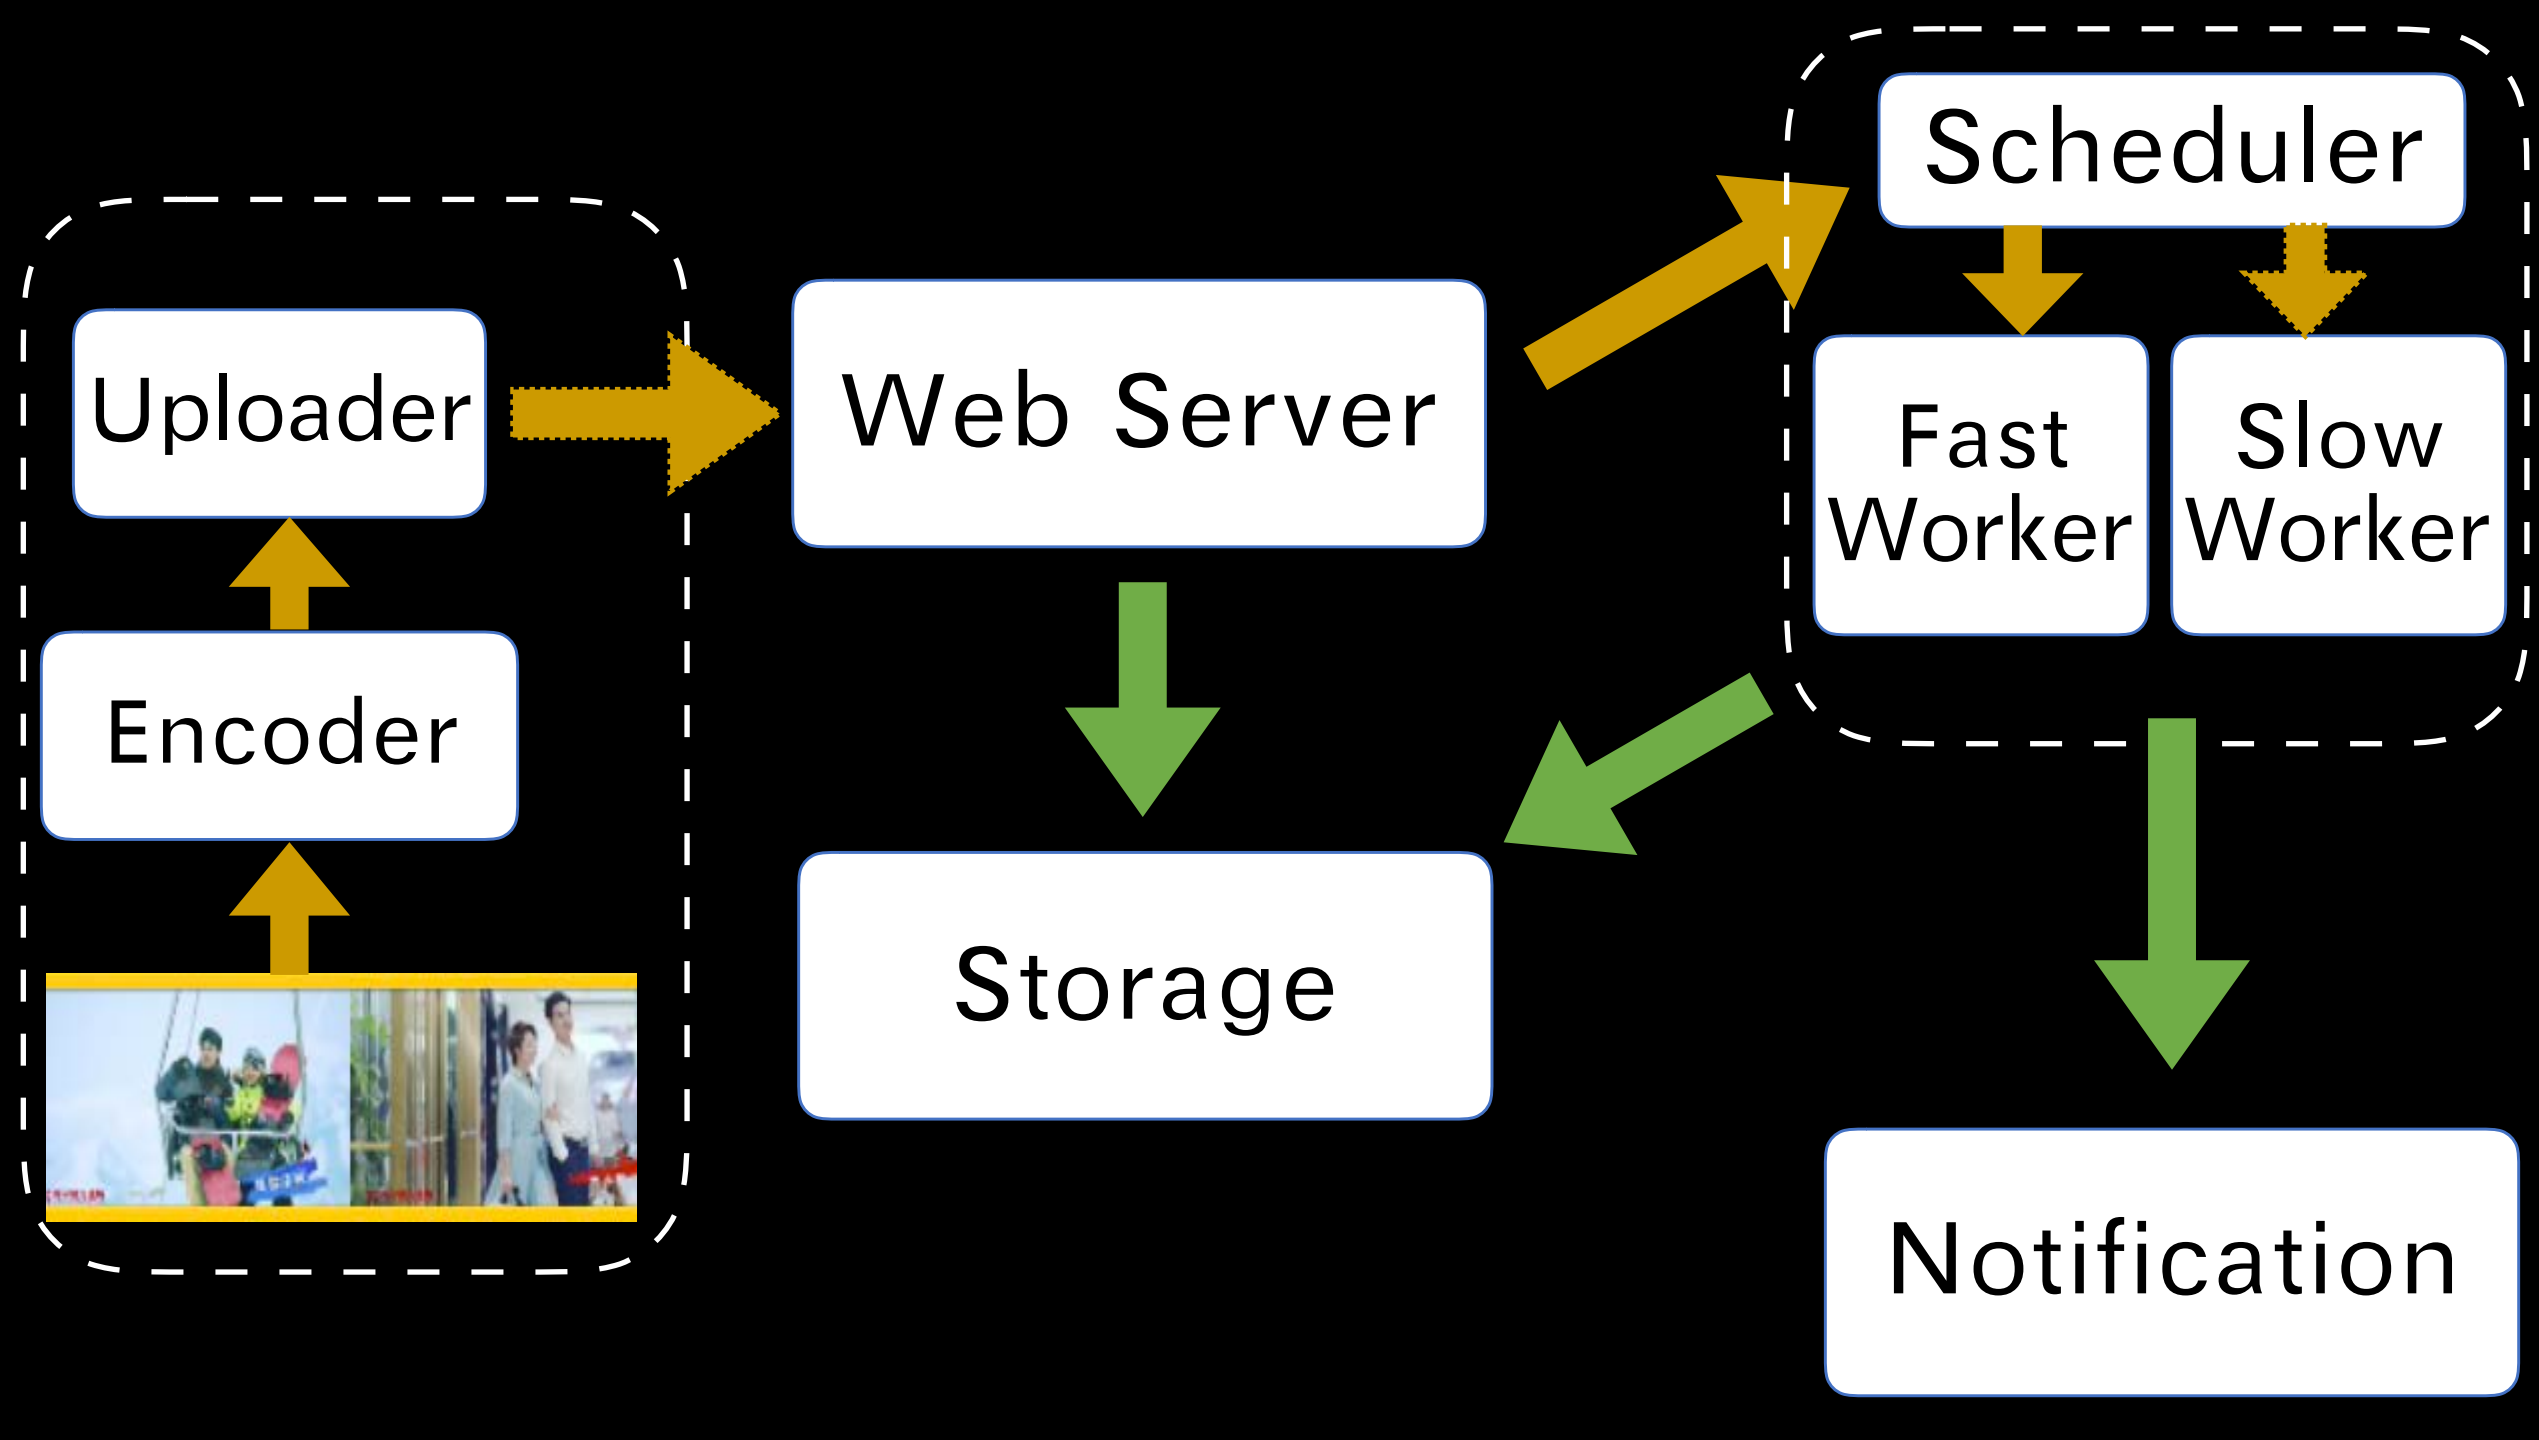 Scheduler
Uploader
Web Server
Fast
Worker
Slow
Worker
Encoder
Storage
Notification